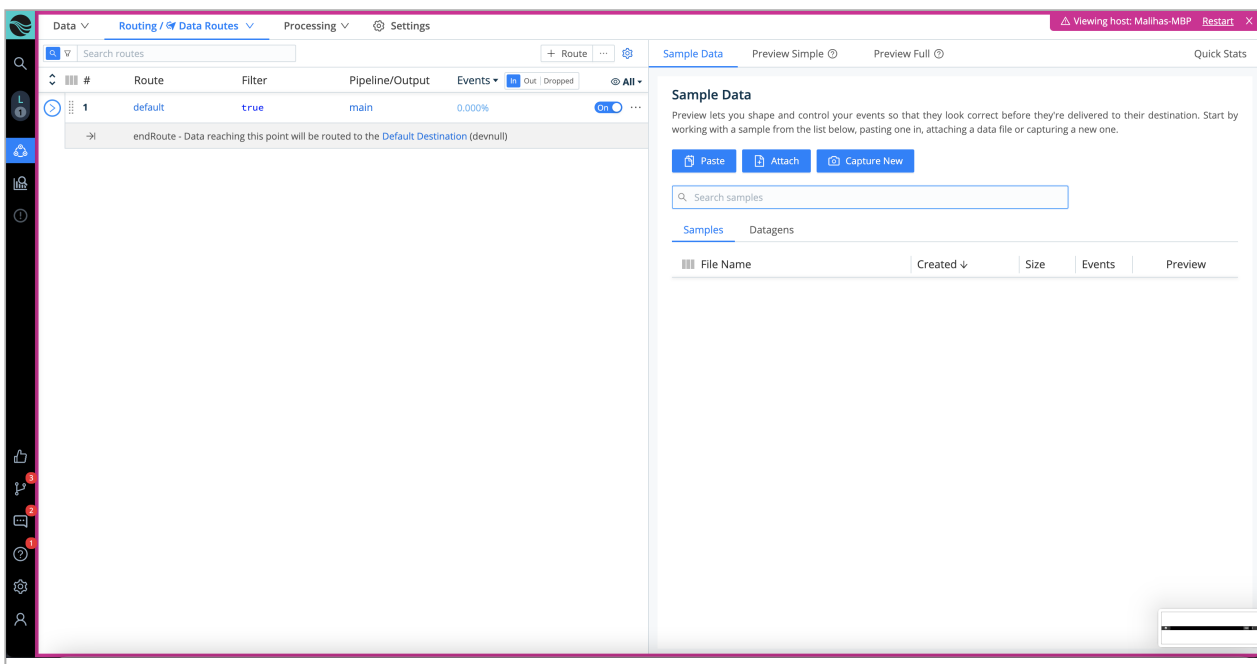 Viewing host: Malihas-MBP Restart X
Data Routing / Data Routes Processing Settings
Search routes + Route ...
# Route Filter Pipeline/Output Events In Out Dropped All
1 default true main 0.000% On ...
endRoute - Data reaching this point will be routed to the Default Destination (devnull)
L
1
3
2
1
Sample Data Preview Simple Preview Full Quick Stats
Sample Data
Preview lets you shape and control your events so that they look correct before they're delivered to their destination. Start by
working with a sample from the list below, pasting one in, attaching a data file or capturing a new one.
Paste Attach Capture New
Search samples
Samples Datagens
File Name Created Size Events Preview